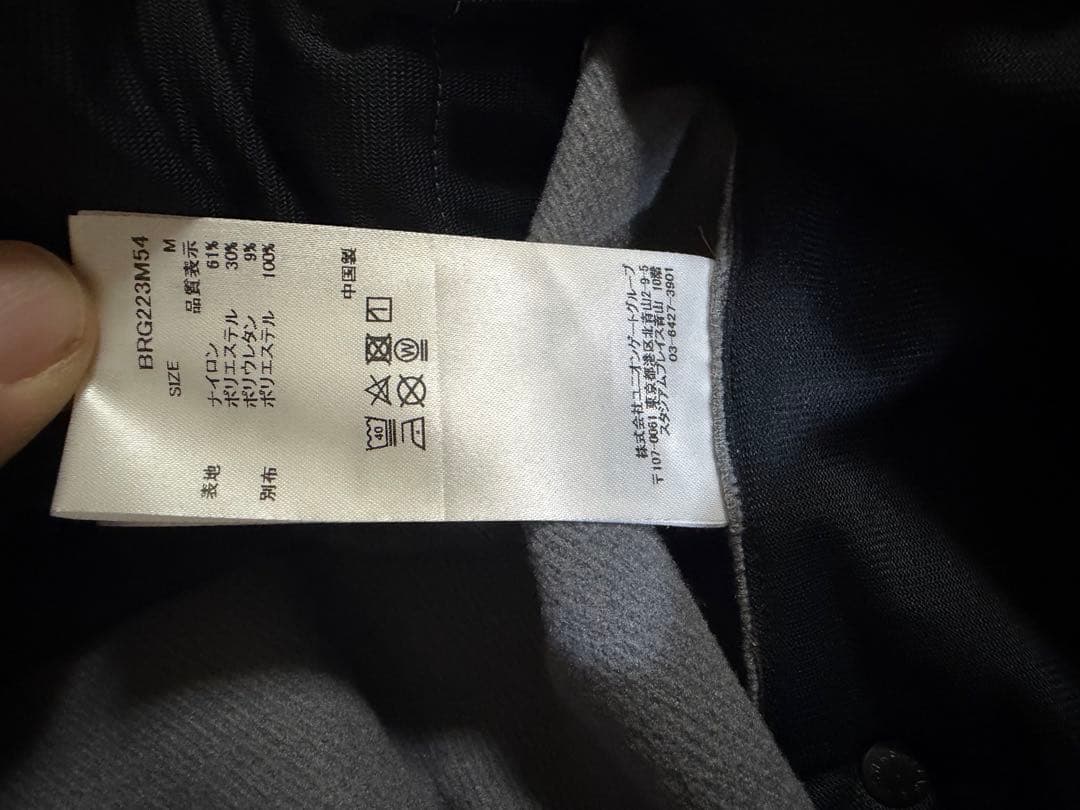 BRG223M54
SIZE M
品質表示
表地 ナイロン 61%
ポリエステル 30%
ポリウレタン 9%
別布 ポリエステル 100%
中国製
40
W
株式会社ユニオンゲートグループ
〒107-0061 東京都港区北青山2-9-5
スタジアムプレイス青山 10階
03-6427-3901